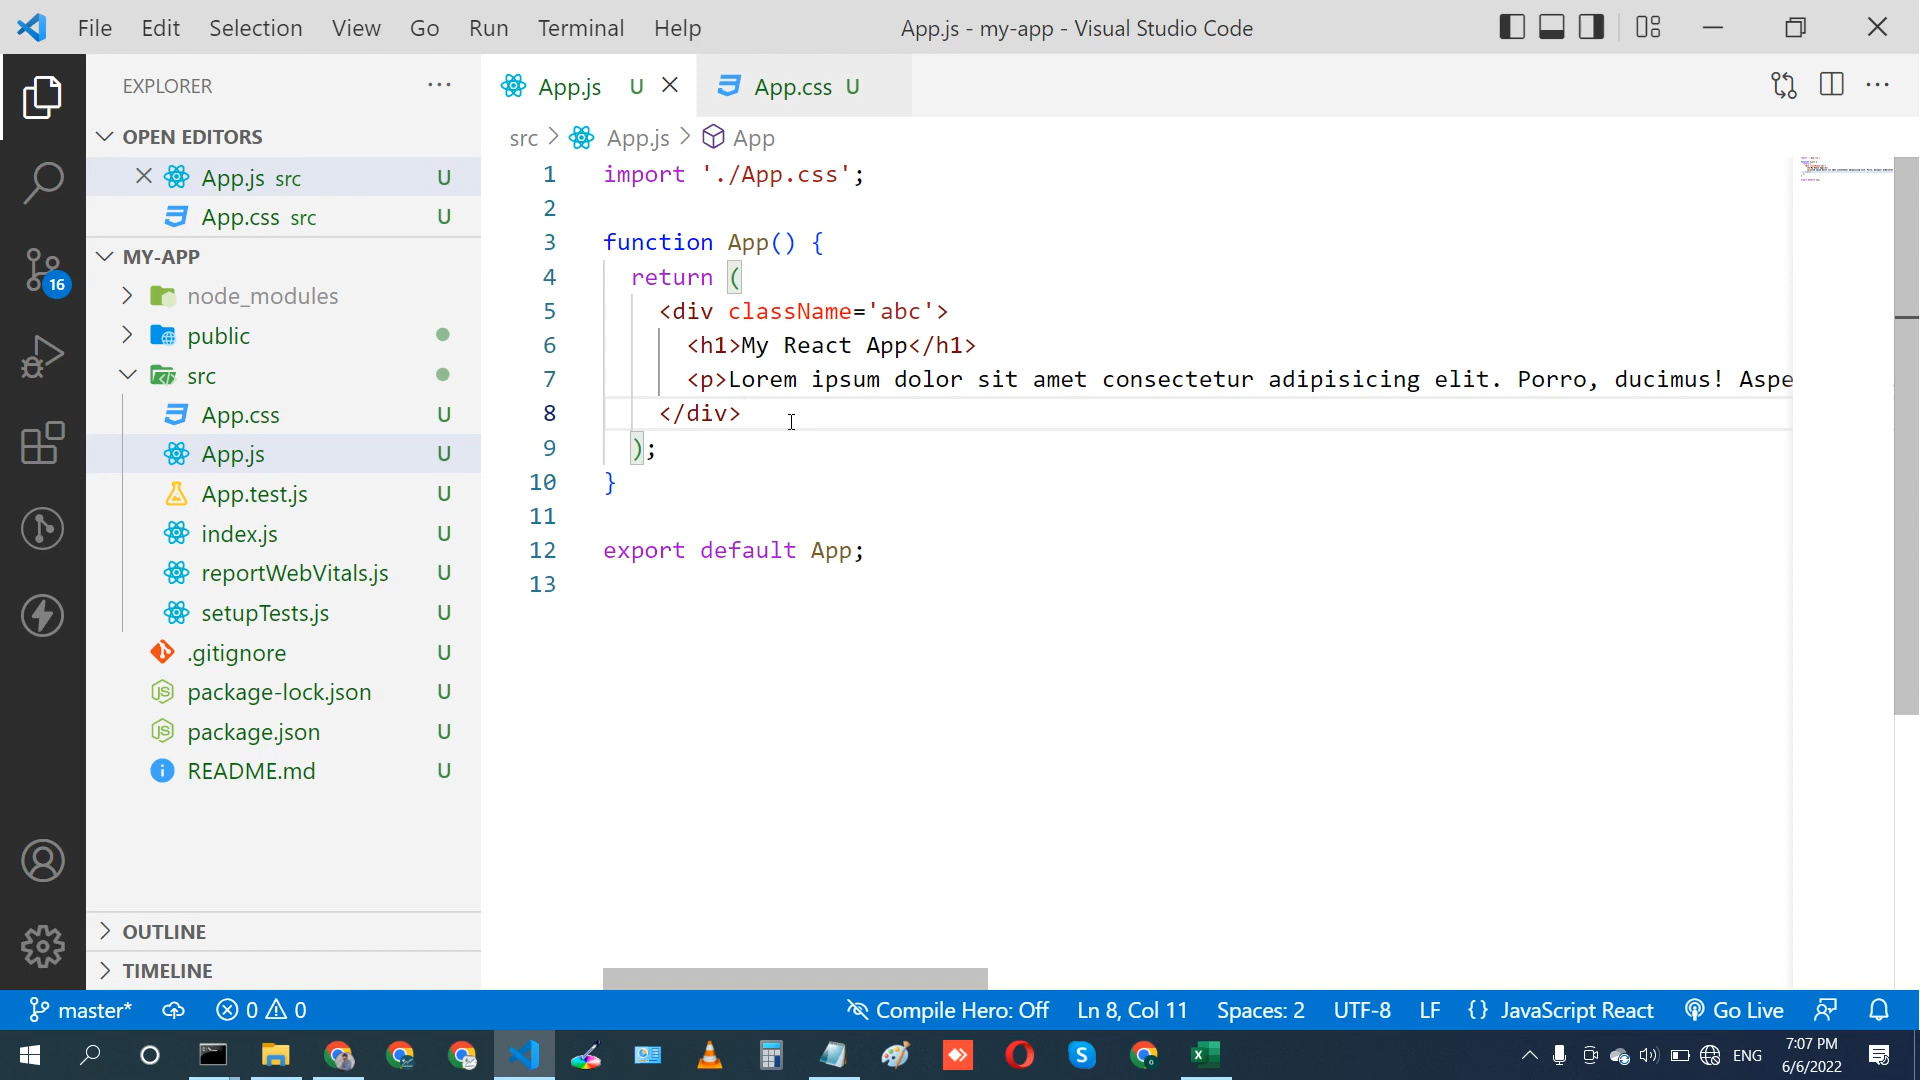 File Edit Selection View Go Run Terminal Help App.js - my-app - Visual Studio Code
EXPLORER
OPEN EDITORS
App.js src U
App.css src U
MY-APP
node_modules
public
src
App.css U
App.js U
App.test.js U
index.js U
reportWebVitals.js U
setupTests.js U
.gitignore U
package-lock.json U
package.json U
README.md U
OUTLINE
TIMELINE
16
App.js U App.css U
src > App.js > App
1 import './App.css';
2
3 function App() {
4 return (
5 <div className='abc'>
6 <h1>My React App</h1>
7 <p>Lorem ipsum dolor sit amet consectetur adipisicing elit. Porro, ducimus! Aspe
8 </div>
9 );
10 }
11
12 export default App;
13
master* 0 0 Compile Hero: Off Ln 8, Col 11 Spaces: 2 UTF-8 LF {} JavaScript React Go Live
ENG
7:07 PM
6/6/2022